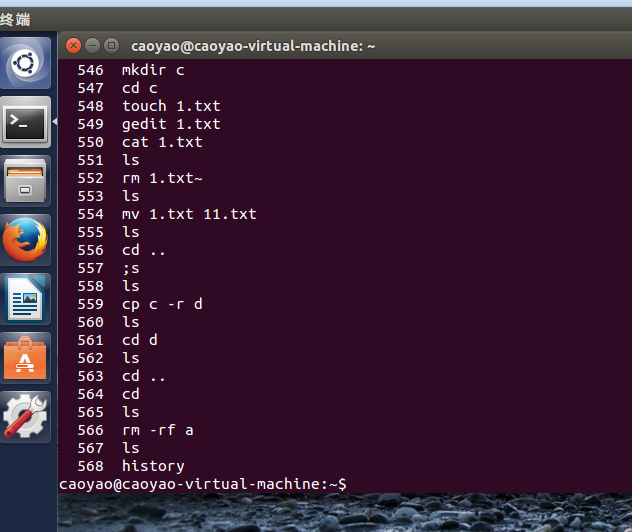 终端
caoyao@caoyao-virtual-machine: ~
546 mkdir c
547 cd c
548 touch 1.txt
549 gedit 1.txt
550 cat 1.txt
551 ls
552 rm 1.txt~
553 ls
554 mv 1.txt 11.txt
555 ls
556 cd ..
557 ;s
558 ls
559 cp c -r d
560 ls
561 cd d
562 ls
563 cd ..
564 cd
565 ls
566 rm -rf a
567 ls
568 history
caoyao@caoyao-virtual-machine:~$